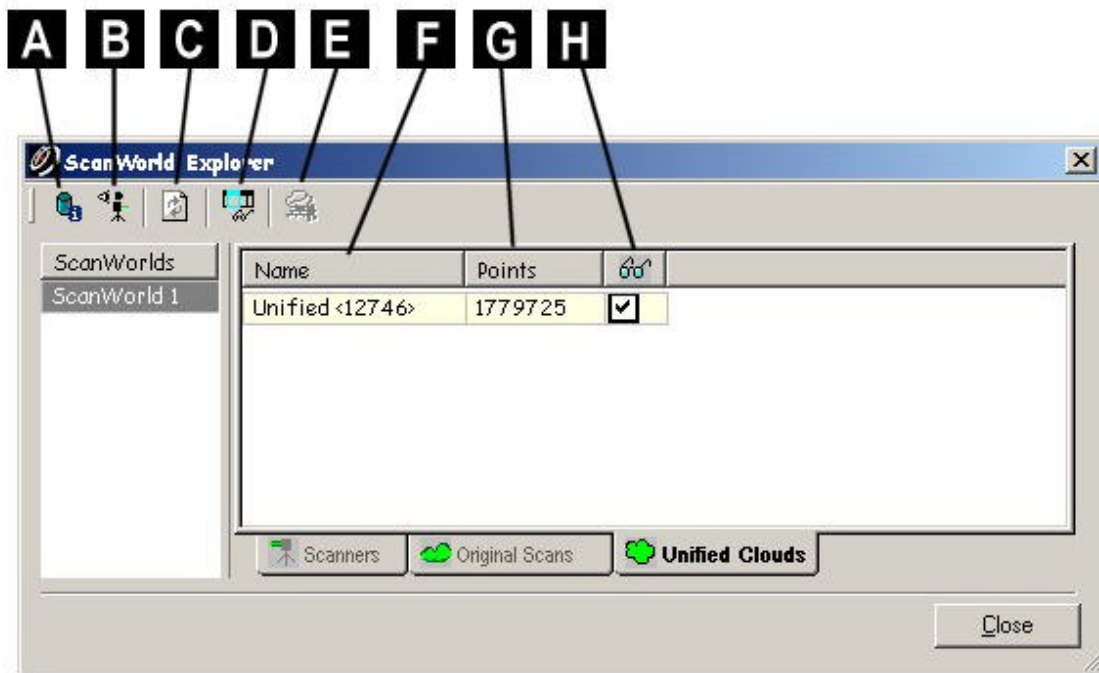 A B C D E F G H
ScanWorld Explorer
ScanWorlds
ScanWorld 1
Name Points
Unified <12746> 1779725
Scanners Original Scans Unified Clouds
Close